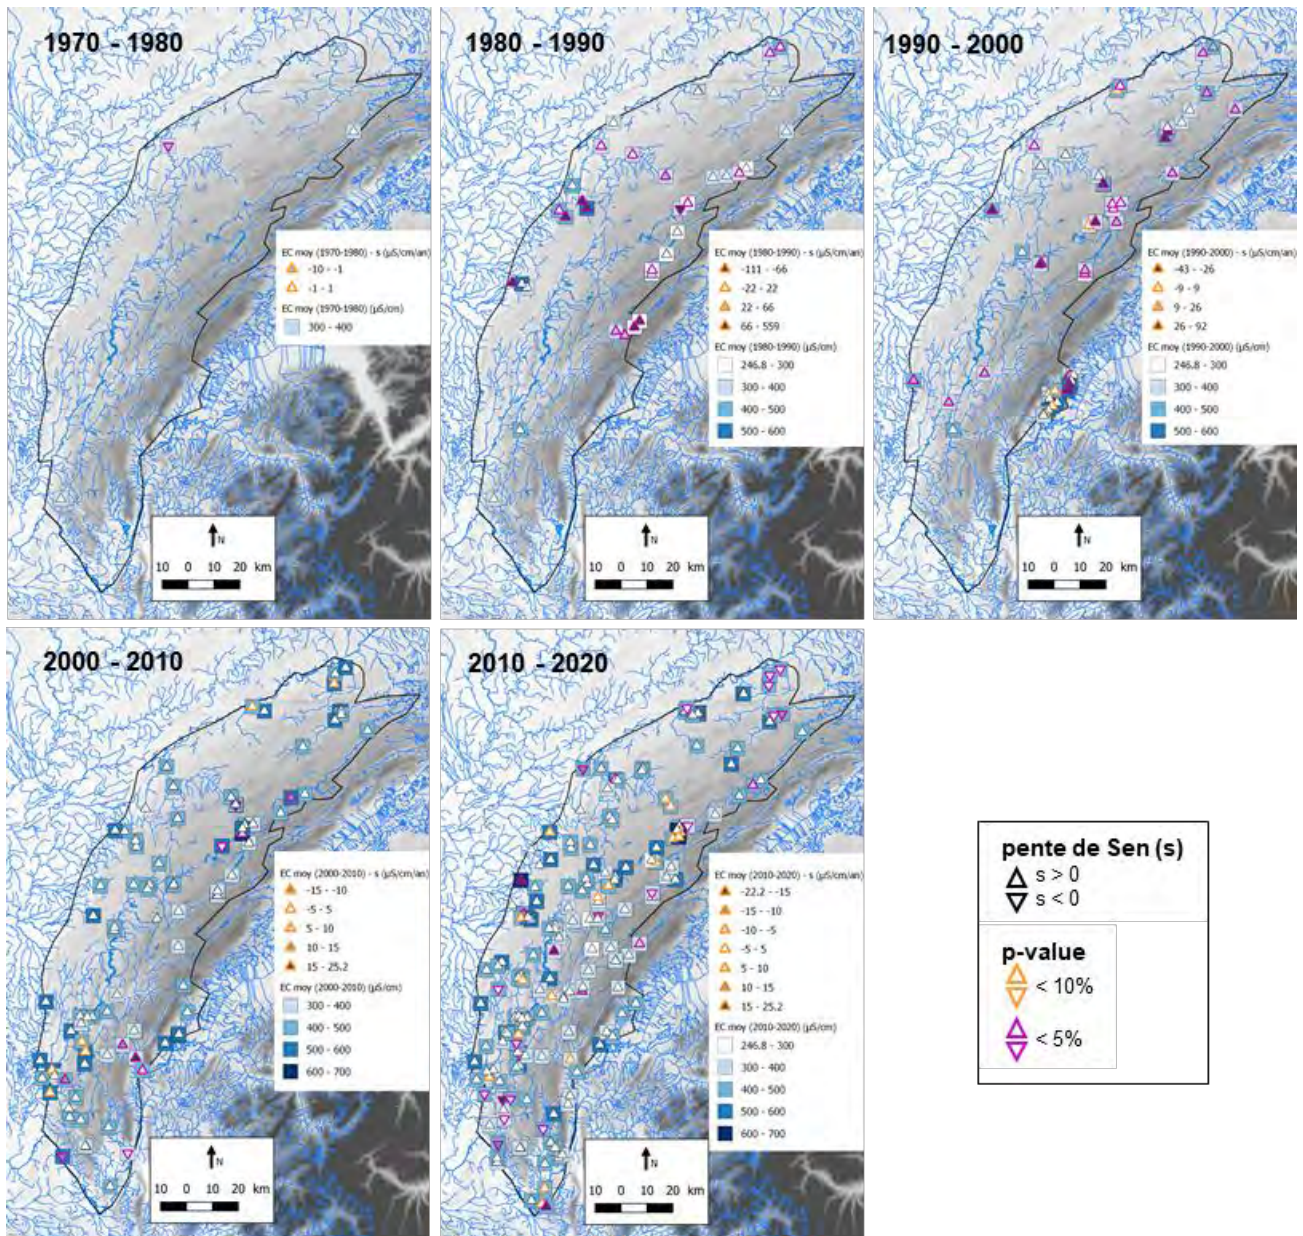 1970 - 1980
EC moy (1970-1980) - s (µS/cm/an)
-10 - -1
-1 - 1
EC moy (1970-1980) (µS/cm)
300 - 400
N
10 0 10 20 km
1980 - 1990
EC moy (1980-1990) - s (µS/cm/an)
-111 - -66
-22 - 22
22 - 66
66 - 559
EC moy (1980-1990) (µS/cm)
246.8 - 300
300 - 400
400 - 500
500 - 600
N
10 0 10 20 km
1990 - 2000
EC moy (1990-2000) - s (µS/cm/an)
-43 - -26
-9 - 9
9 - 26
26 - 92
EC moy (1990-2000) (µS/cm)
246.8 - 300
300 - 400
400 - 500
500 - 600
N
10 0 10 20 km
2000 - 2010
EC moy (2000-2010) - s (µS/cm/an)
-15 - -10
-5 - 5
5 - 10
10 - 15
15 - 25.2
EC moy (2000-2010) (µS/cm)
300 - 400
400 - 500
500 - 600
600 - 700
N
10 0 10 20 km
2010 - 2020
EC moy (2010-2020) - s (µS/cm/an)
-22.2 - -15
-15 - -10
-10 - -5
-5 - 5
5 - 10
10 - 15
15 - 25.2
EC moy (2010-2020) (µS/cm)
246.8 - 300
300 - 400
400 - 500
500 - 600
600 - 700
N
10 0 10 20 km
pente de Sen (s)
s > 0
s < 0
p-value
< 10%
< 5%